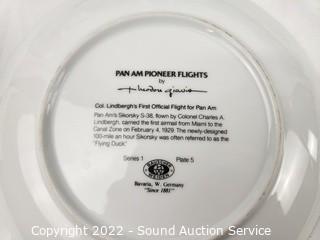 PAN AM PIONEER FLIGHTS
by
Col. Lindbergh's First Official Flight for Pan Am
Pan Am's Sikorsky S-38, flown by Colonel Charles A.
Lindbergh, carried the first airmail from Miami to the
Canal Zone on February 4, 1929. The newly-designed
100-mile an hour Sikorsky was often referred to as the
"Flying Duck"
Series 1 Plate 5
Bavaria, W. Germany
"Since 1881"
Copyright 2022 - Sound Auction Service